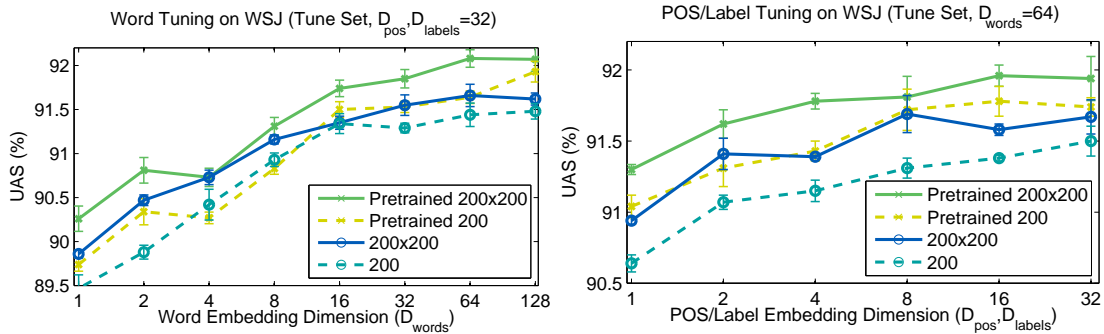 Word Tuning on WSJ (Tune Set, D_pos,D_labels=32)
UAS (%)
92
91.5
91
90.5
90
89.5
Pretrained 200x200
Pretrained 200
200x200
200
1 2 4 8 16 32 64 128
Word Embedding Dimension (D_words)
POS/Label Tuning on WSJ (Tune Set, D_words=64)
UAS (%)
92
91.5
91
90.5
Pretrained 200x200
Pretrained 200
200x200
200
1 2 4 8 16 32
POS/Label Embedding Dimension (D_pos,D_labels)